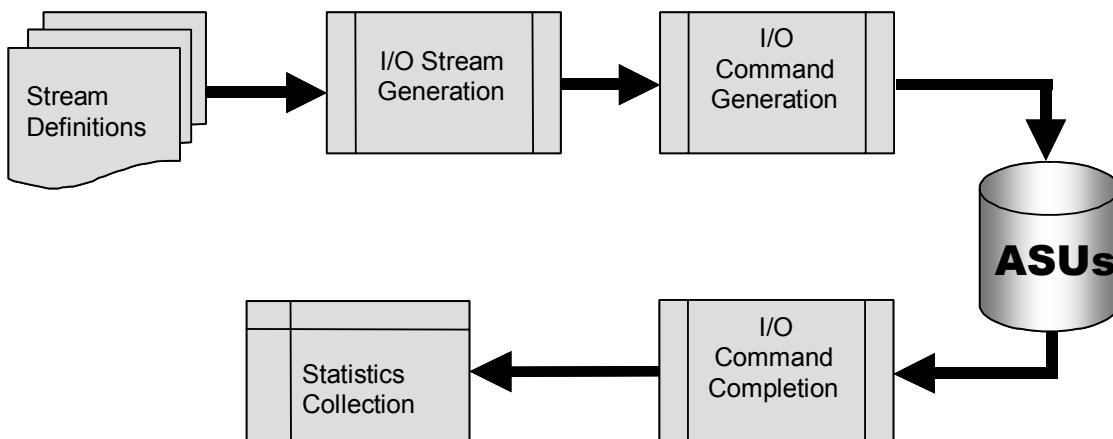 Stream
Definitions
I/O Stream
Generation
I/O
Command
Generation
ASUs
I/O
Command
Completion
Statistics
Collection